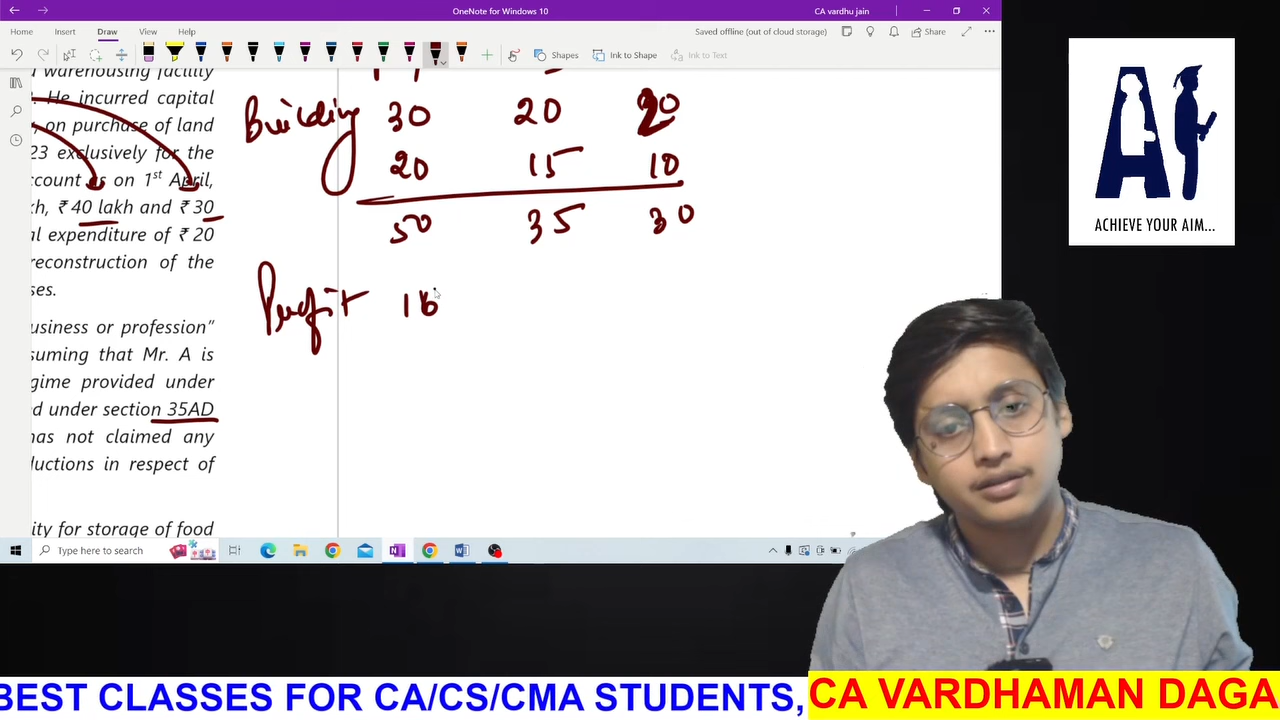 OneNote for Windows 10
CA vardhu jain
Home Insert Draw View Help
Saved offline (out of cloud storage)
Share
Shapes
Ink to Shape
Ink to Text
d warehousing facility
. He incurred capital
, on purchase of land
23 exclusively for the
ccount as on 1st April,
kh, ₹ 40 lakh and ₹ 30
al expenditure of ₹ 20
reconstruction of the
ses.
usiness or profession"
suming that Mr. A is
gime provided under
d under section 35AD
has not claimed any
ductions in respect of
ity for storage of food
Building 30 20 20
20 15 10
50 35 30
Profit 16
ACHIEVE YOUR AIM...
Type here to search
BEST CLASSES FOR CA/CS/CMA STUDENTS, CA VARDHAMAN DAGA